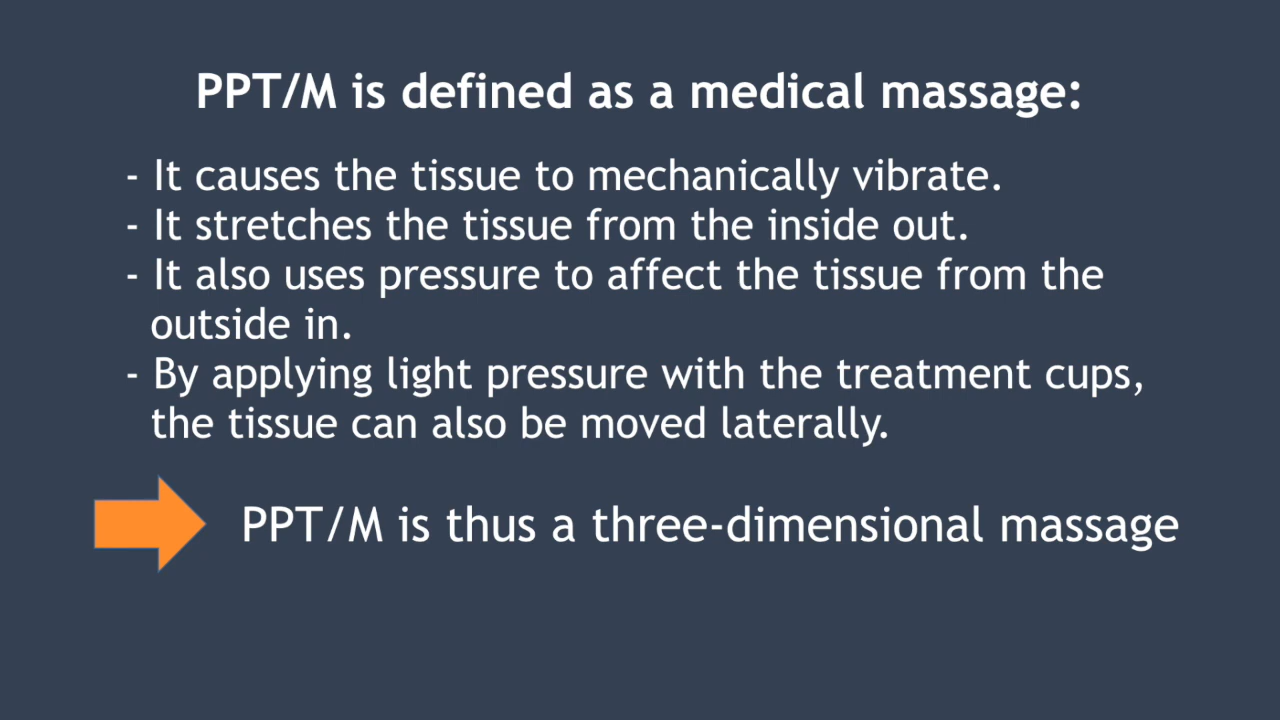 PPT/M is defined as a medical massage:
- It causes the tissue to mechanically vibrate.
- It stretches the tissue from the inside out.
- It also uses pressure to affect the tissue from the
outside in.
- By applying light pressure with the treatment cups,
the tissue can also be moved laterally.
PPT/M is thus a three-dimensional massage